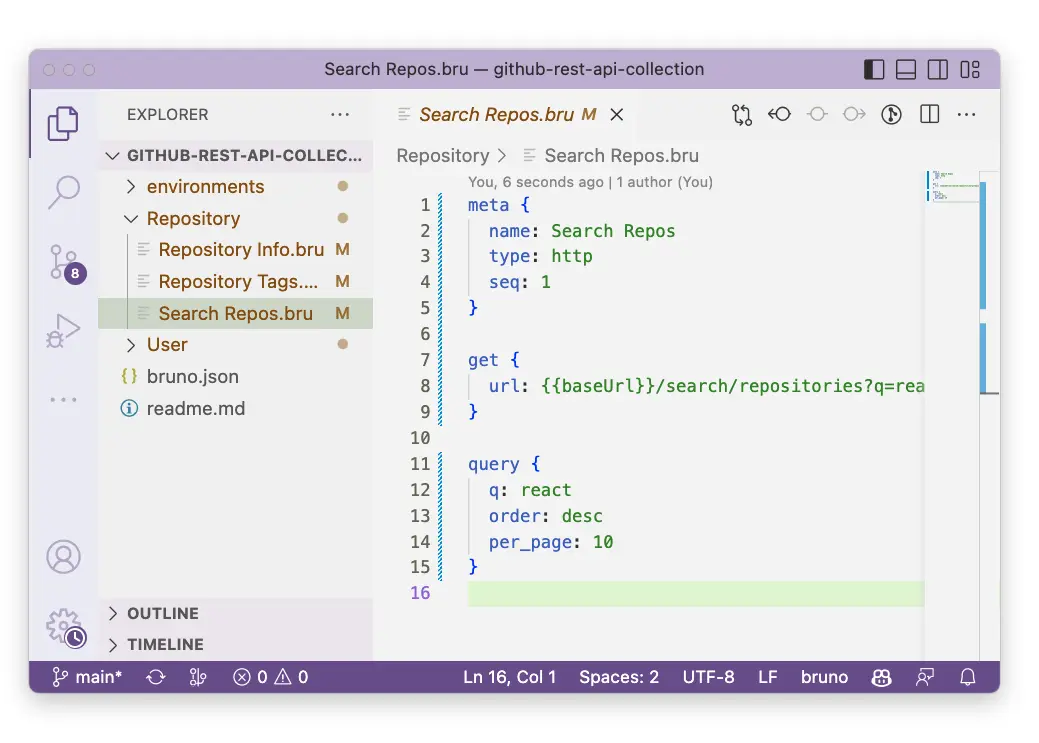 Search Repos.bru — github-rest-api-collection
EXPLORER
GITHUB-REST-API-COLLEC...
environments
Repository
Repository Info.bru M
Repository Tags.... M
Search Repos.bru M
User
{} bruno.json
readme.md
OUTLINE
TIMELINE
8
Search Repos.bru M
Repository > Search Repos.bru
You, 6 seconds ago | 1 author (You)
1 meta {
2 name: Search Repos
3 type: http
4 seq: 1
5 }
6
7 get {
8 url: {{baseUrl}}/search/repositories?q=rea
9 }
10
11 query {
12 q: react
13 order: desc
14 per_page: 10
15 }
16
main* 0 0 Ln 16, Col 1 Spaces: 2 UTF-8 LF bruno